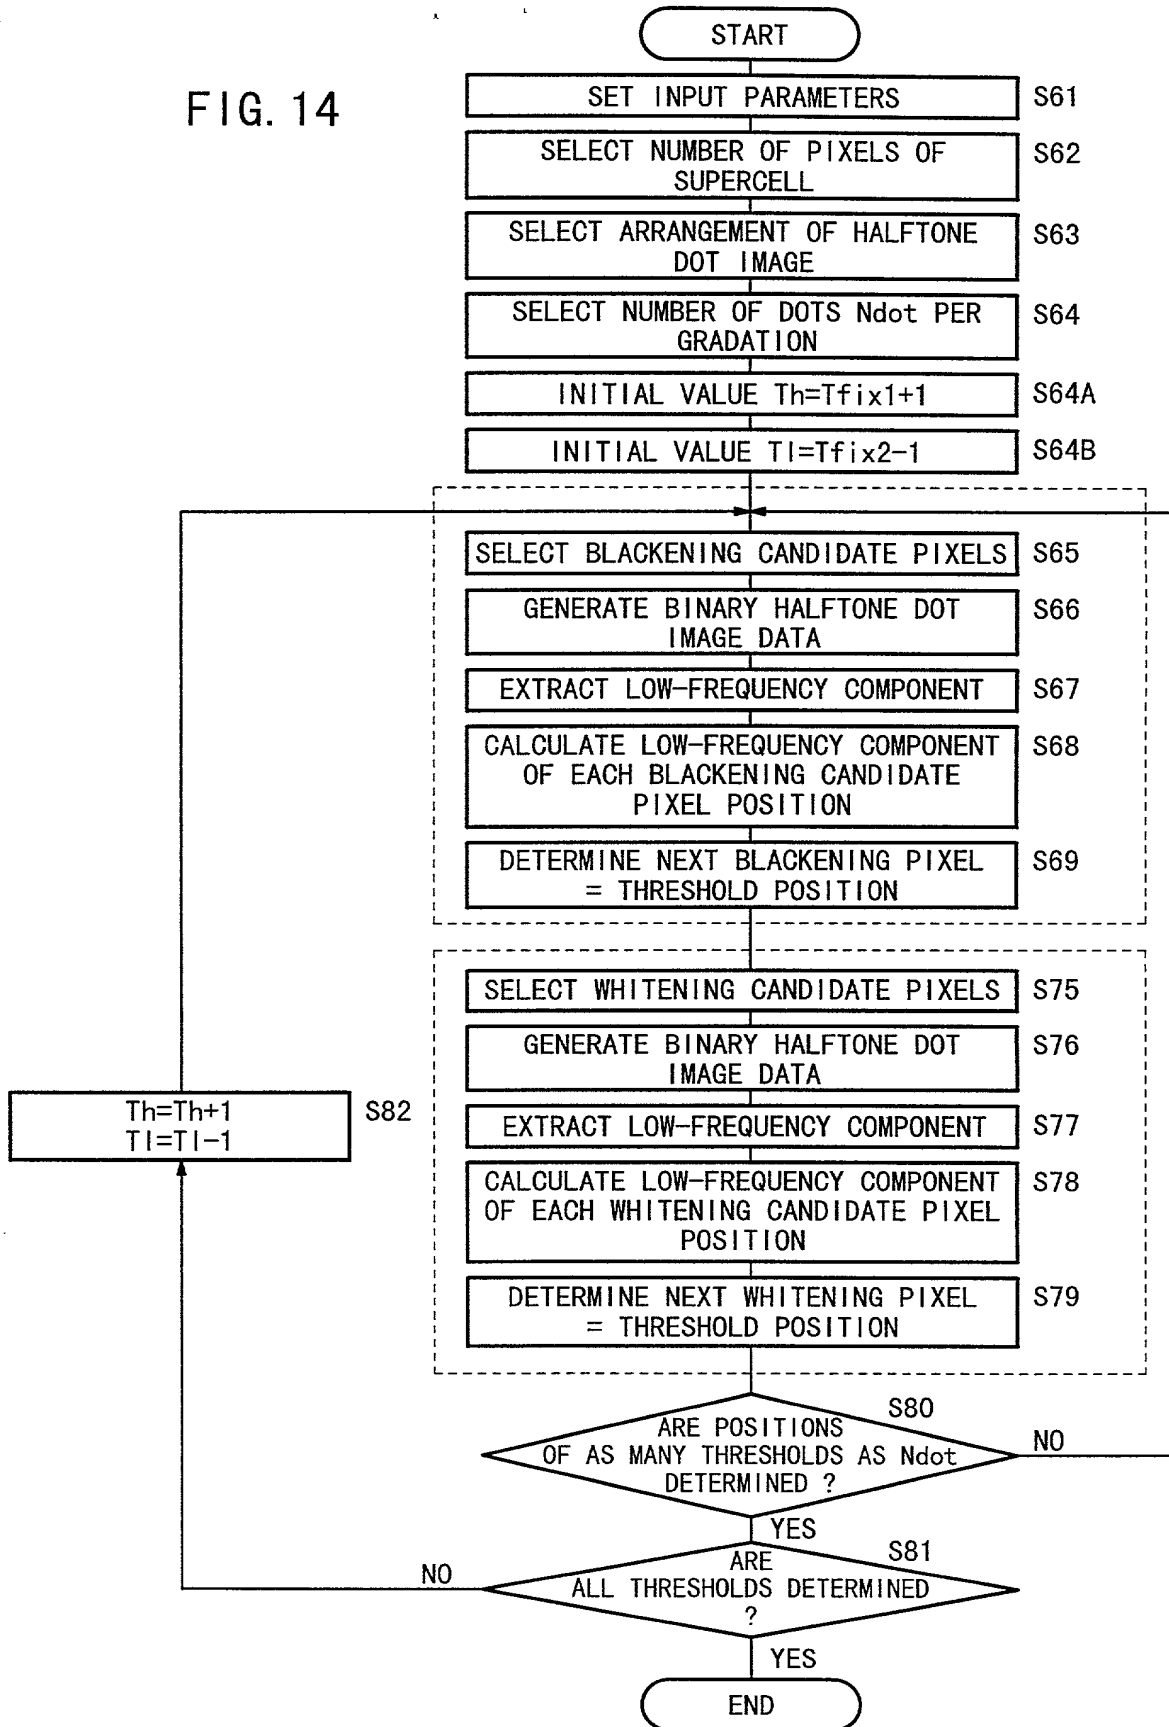 FIG. 14
START
SET INPUT PARAMETERS S61
SELECT NUMBER OF PIXELS OF S62
SUPERCELL
SELECT ARRANGEMENT OF HALFTONE S63
DOT IMAGE
SELECT NUMBER OF DOTS Ndot PER S64
GRADATION
INITIAL VALUE Th=Tfix1+1 S64A
INITIAL VALUE Tl=Tfix2-1 S64B
SELECT BLACKENING CANDIDATE PIXELS S65
GENERATE BINARY HALFTONE DOT S66
IMAGE DATA
EXTRACT LOW-FREQUENCY COMPONENT S67
CALCULATE LOW-FREQUENCY COMPONENT S68
OF EACH BLACKENING CANDIDATE
PIXEL POSITION
DETERMINE NEXT BLACKENING PIXEL S69
= THRESHOLD POSITION
SELECT WHITENING CANDIDATE PIXELS S75
GENERATE BINARY HALFTONE DOT S76
IMAGE DATA
Th=Th+1 S82
Tl=Tl-1
EXTRACT LOW-FREQUENCY COMPONENT S77
CALCULATE LOW-FREQUENCY COMPONENT S78
OF EACH WHITENING CANDIDATE PIXEL
POSITION
DETERMINE NEXT WHITENING PIXEL S79
= THRESHOLD POSITION
S80
ARE POSITIONS
OF AS MANY THRESHOLDS AS Ndot NO
DETERMINED ?
YES
S81
ARE
NO ALL THRESHOLDS DETERMINED
?
YES
END